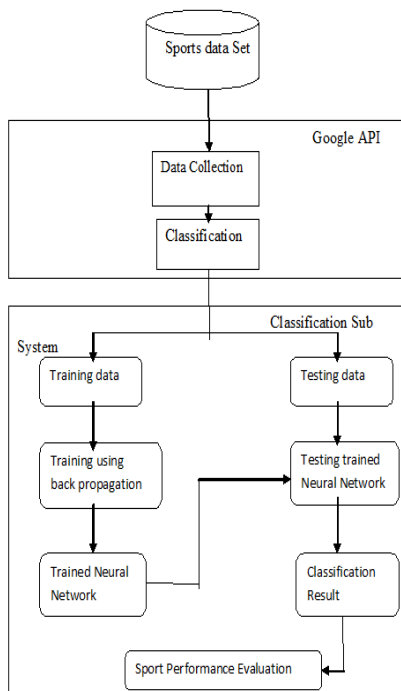 Sports data Set
Google API
Data Collection
Classification
Classification Sub
System
Training data
Testing data
Training using
back propagation
Testing trained
Neural Network
Trained Neural
Network
Classification
Result
Sport Performance Evaluation